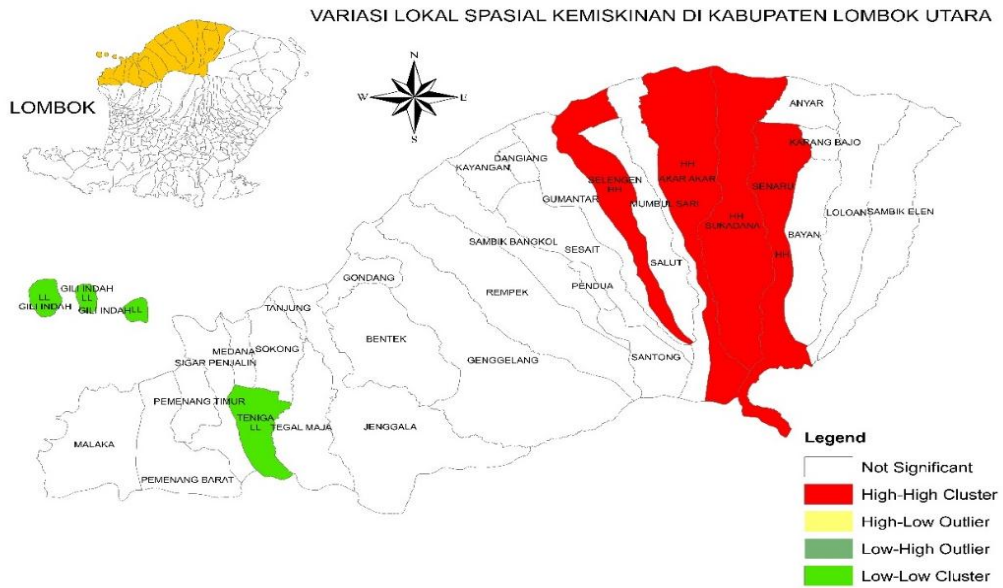 VARIASI LOKAL SPASIAL KEMISKINAN DI KABUPATEN LOMBOK UTARA
LOMBOK
N
W
E
S
ANYAR
KARANG BAJO
DANGIANG
KAYANGAN
HH
AKAR AKAR
SELENGEN
HH
SENARU
GUMANTAR
MUMBUL SARI
LOLOAN
SAMBIK ELEN
HH
SUKADANA
BAYAN
SAMBIK BANGKOL
SESAIT
HH
SALUT
GONDANG
PENDUA
REMPEK
GILI INDAH
LL
GILI INDAH
LL
GILI INDAH
LL
TANJUNG
BENTEK
MEDANA
SOKONG
SIGAR PENJALIN
GENGGELANG
SANTONG
PEMENANG TIMUR
TENIGA
LL
TEGAL MAJA
JENGGALA
MALAKA
PEMENANG BARAT
Legend
Not Significant
High-High Cluster
High-Low Outlier
Low-High Outlier
Low-Low Cluster